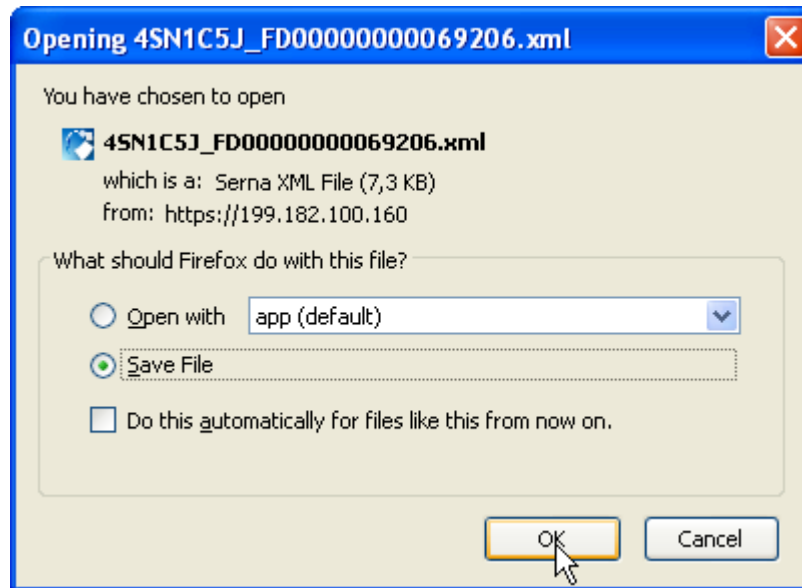 Opening 4SN1C5J_FD00000000069206.xml
You have chosen to open
4SN1C5J_FD00000000069206.xml
which is a: Serna XML File (7,3 KB)
from: https://199.182.100.160
What should Firefox do with this file?
Open with app (default)
Save File
Do this automatically for files like this from now on.
OK Cancel